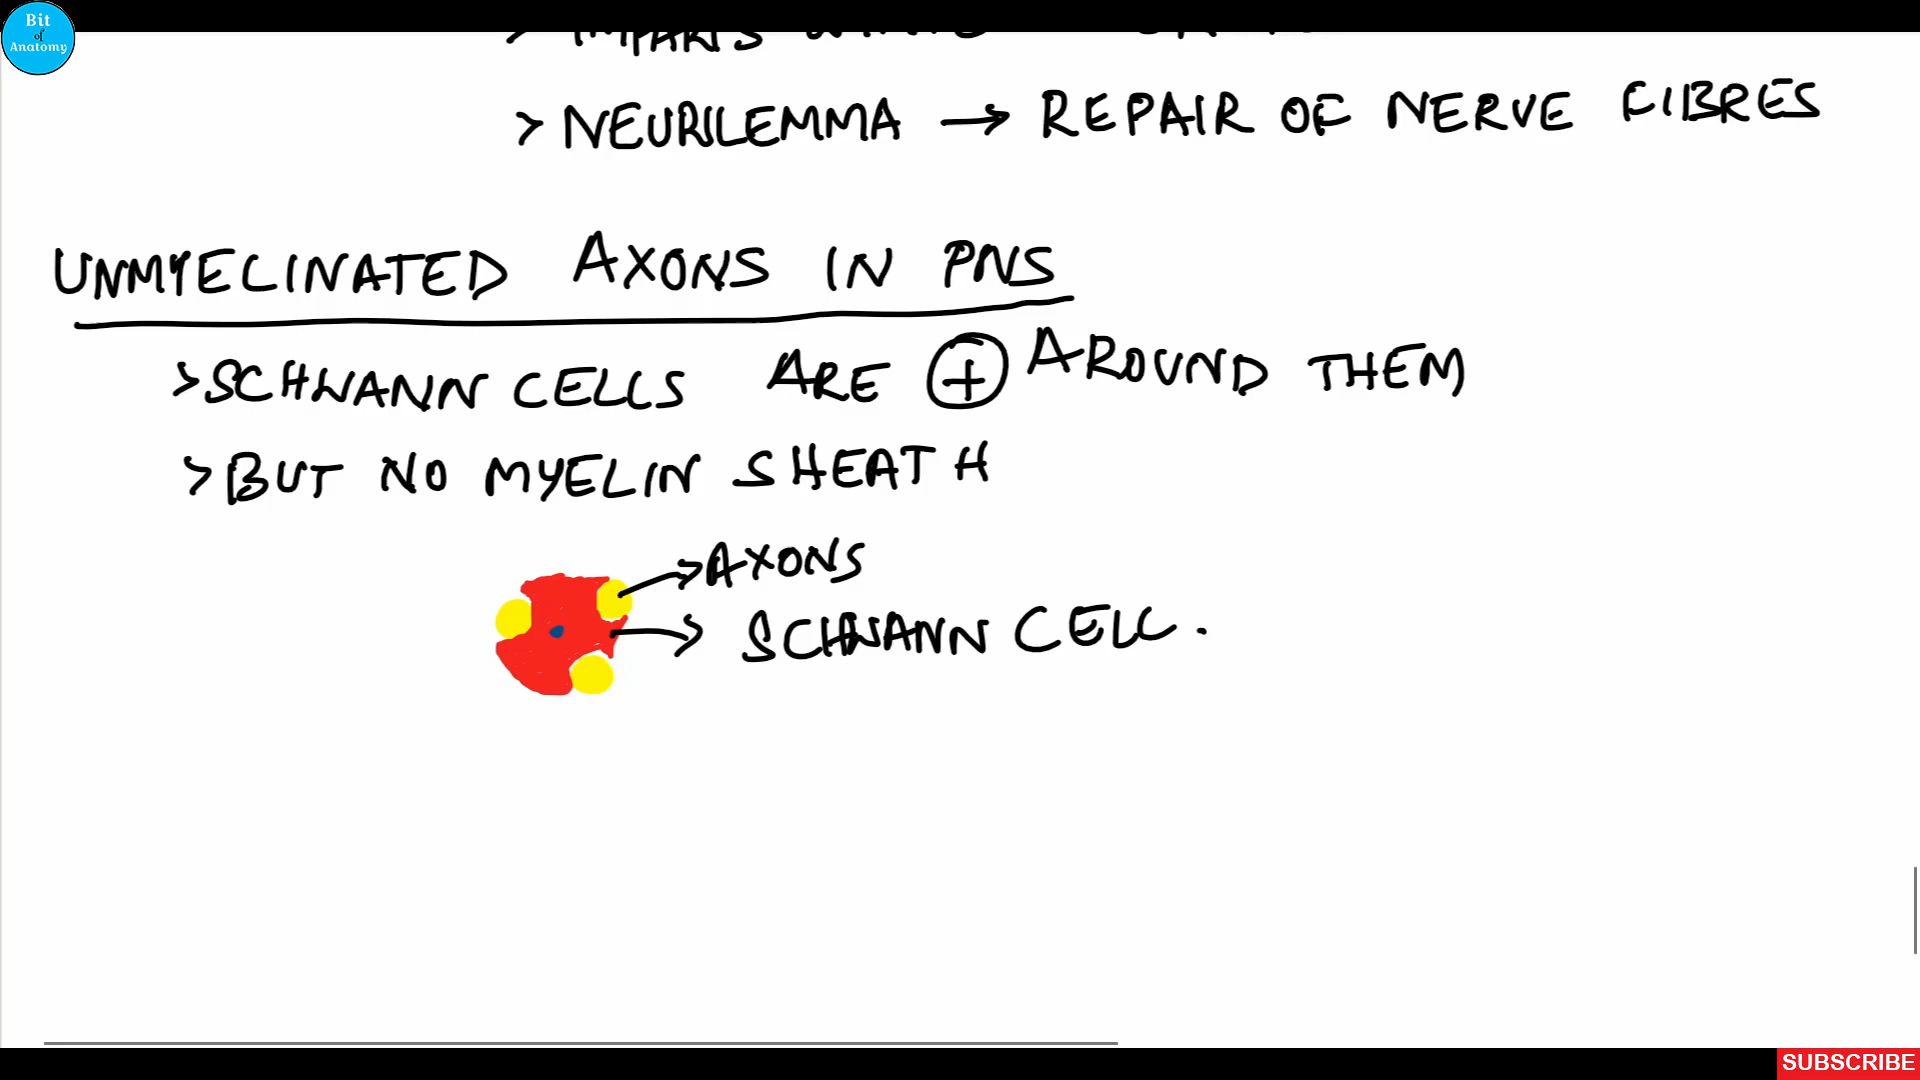 Bit
of
Anatomy
> IMPARTS
> NEURILEMMA → REPAIR OF NERVE FIBRES
UNMYELINATED AXONS IN PNS
> SCHWANN CELLS ARE ⊕ AROUND THEM
> BUT NO MYELIN SHEATH
→ AXONS
→ SCHWANN CELL.
SUBSCRIBE